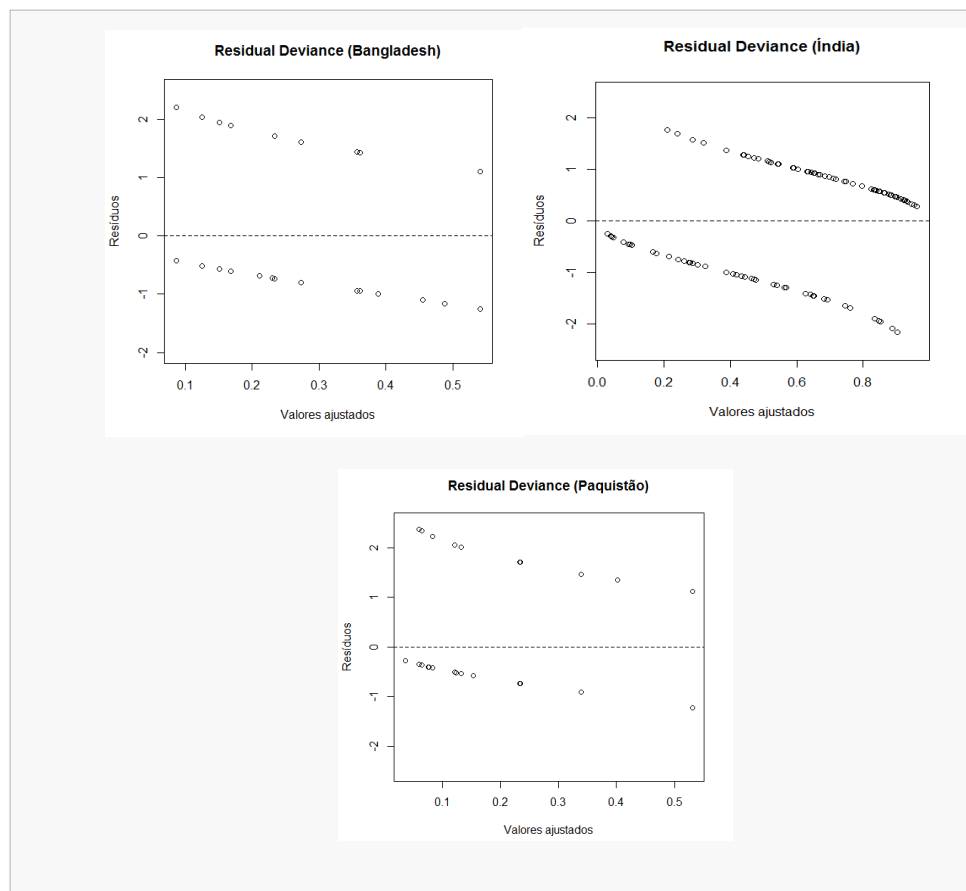 Residual Deviance (Bangladesh)
Resíduos
2
1
0
-1
-2
0.1 0.2 0.3 0.4 0.5
Valores ajustados
Residual Deviance (Índia)
Resíduos
2
1
0
-1
-2
0.0 0.2 0.4 0.6 0.8
Valores ajustados
Residual Deviance (Paquistão)
Resíduos
2
1
0
-1
-2
0.1 0.2 0.3 0.4 0.5
Valores ajustados